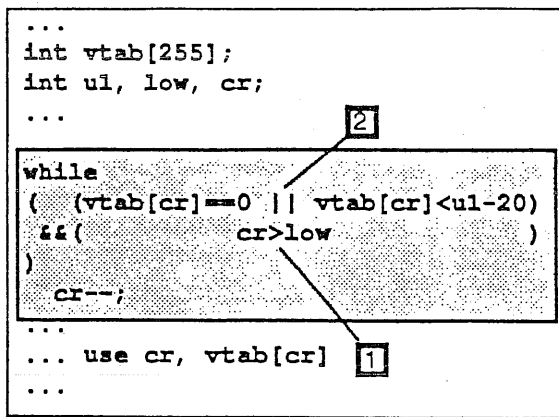 ...
int vtab[255];
int ul, low, cr;
...
2
while
( (vtab[cr]==0 || vtab[cr]<ul-20)
&&( cr>low )
)
cr--;
...
... use cr, vtab[cr] 1
...